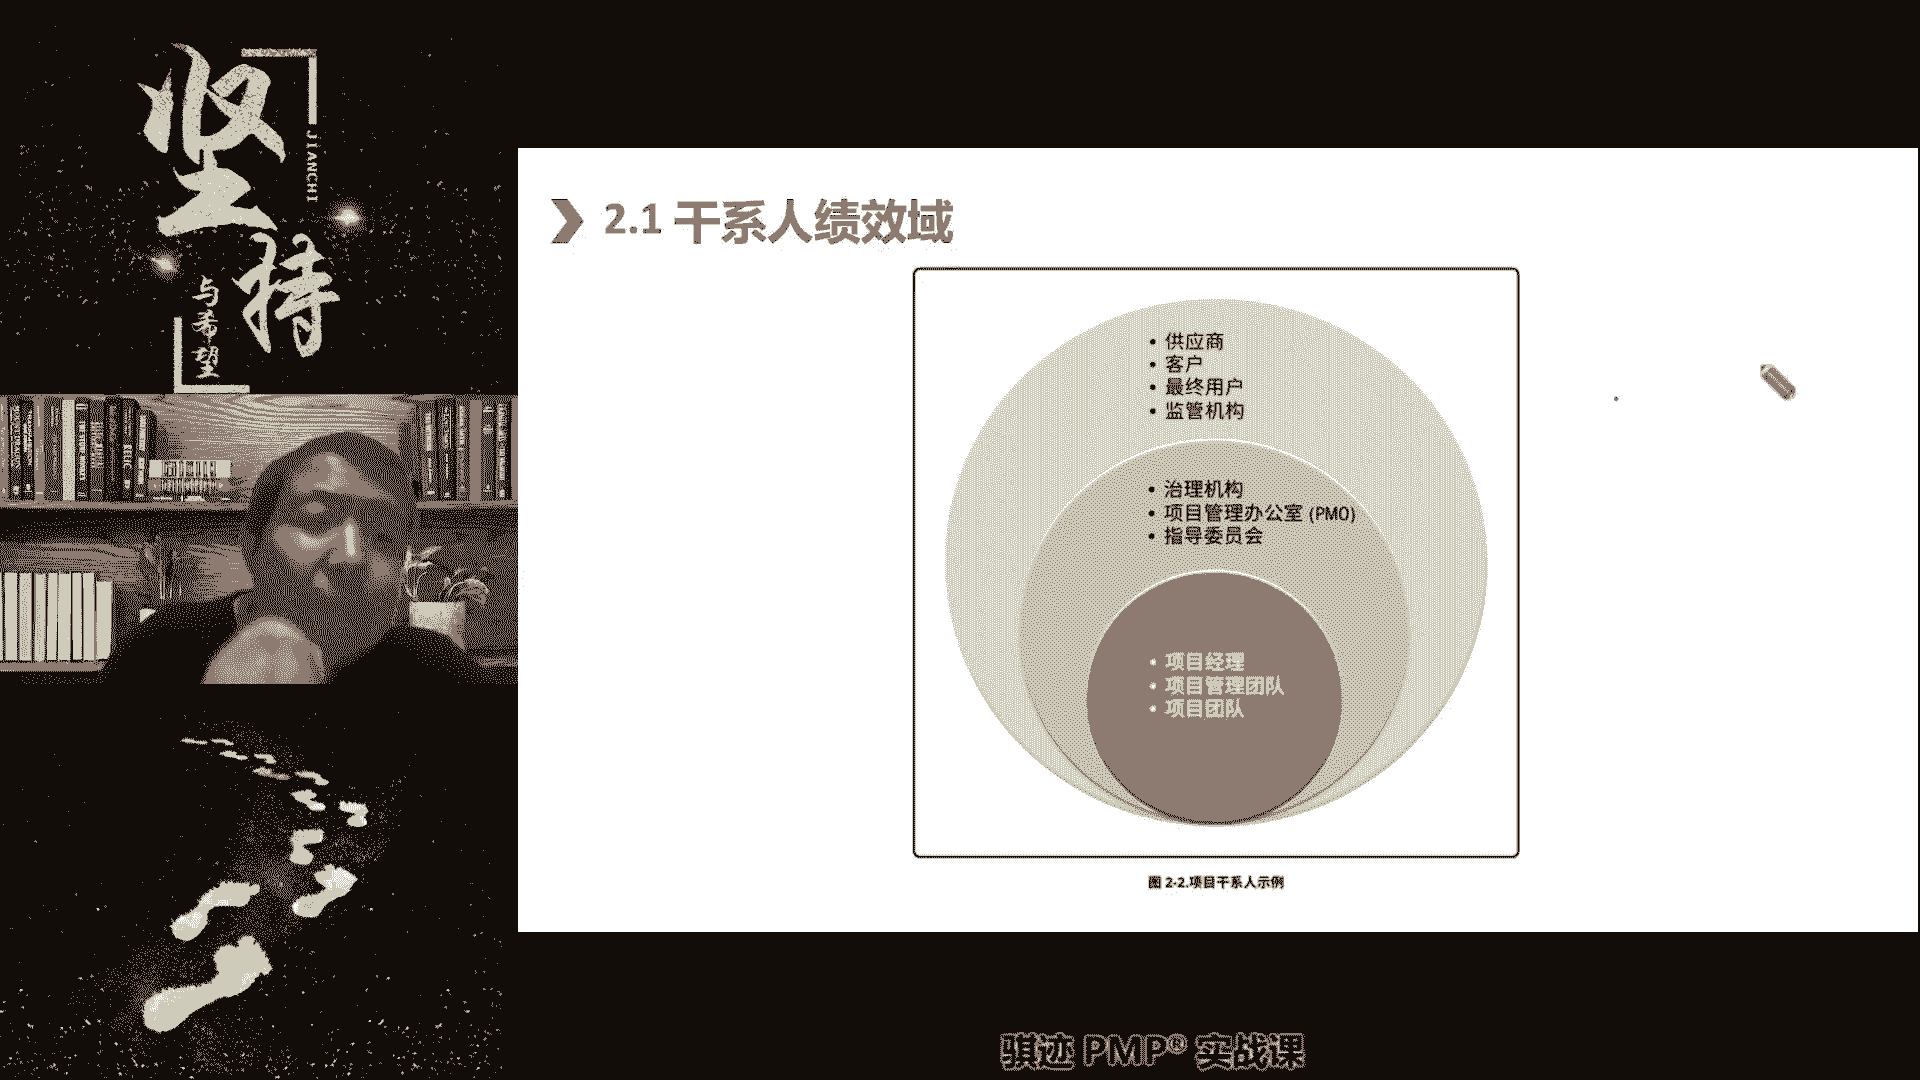 坚持
JIANCHI
与希望
2.1 干系人绩效域
• 供应商
• 客户
• 最终用户
• 监管机构
• 治理机构
• 项目管理办公室 (PMO)
• 指导委员会
• 项目经理
• 项目管理团队
• 项目团队
图 2-2.项目干系人示例
骐迹 PMP® 实战课